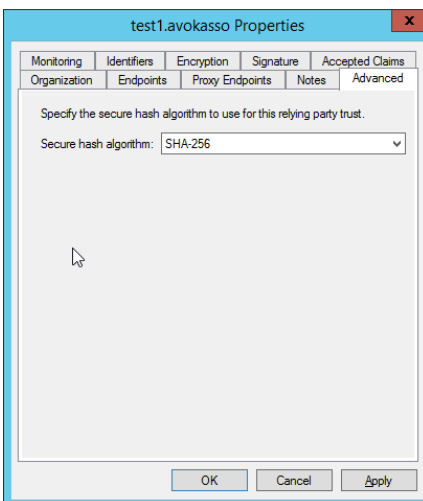 test1.avokasso Properties
x
Monitoring Identifiers Encryption Signature Accepted Claims
Organization Endpoints Proxy Endpoints Notes Advanced
Specify the secure hash algorithm to use for this relying party trust.
Secure hash algorithm: SHA-256
OK Cancel Apply